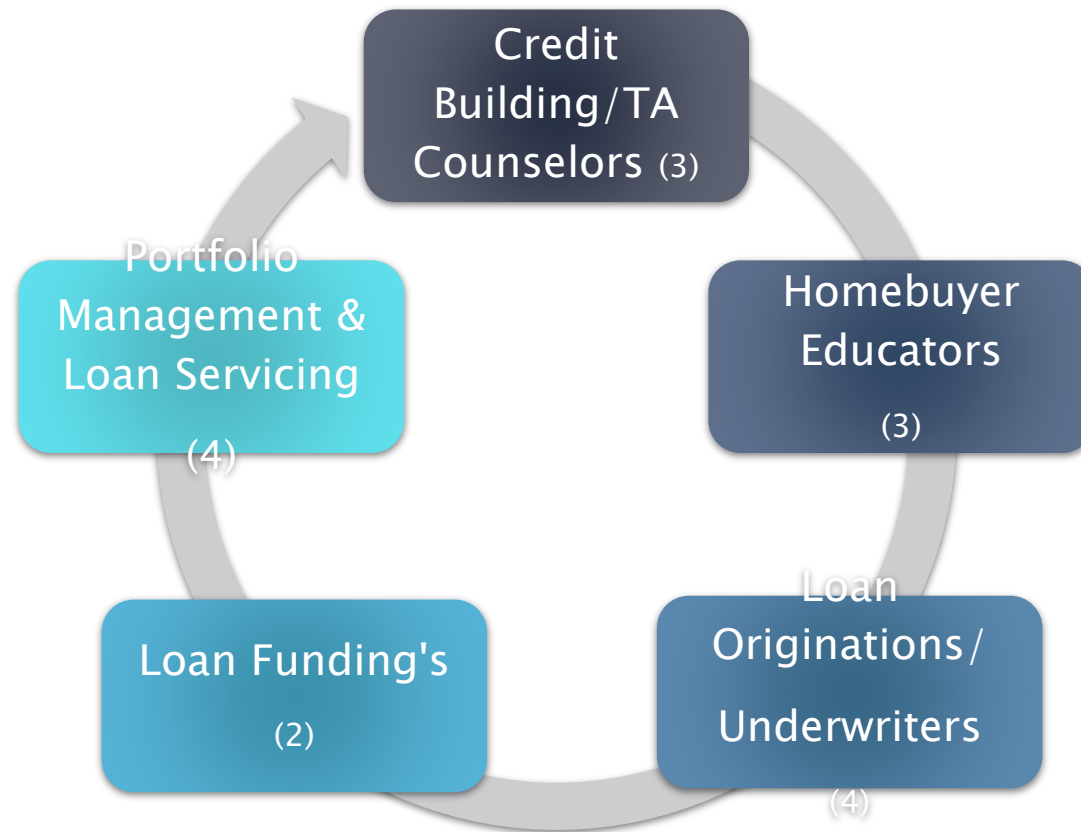 Credit
Building/TA
Counselors (3)
Homebuyer
Educators
(3)
Loan
Originations/
Underwriters
(4)
Loan Funding's
(2)
Portfolio
Management &
Loan Servicing
(4)